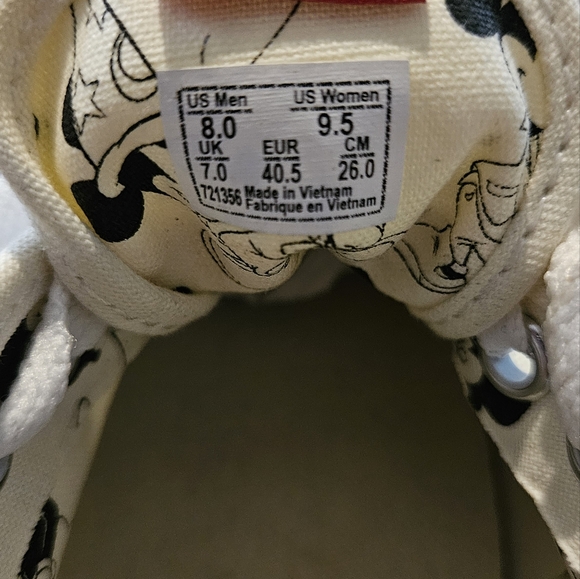 US Men US Women
8.0 9.5
UK EUR CM
7.0 40.5 26.0
721356 Made in Vietnam
Fabrique en Vietnam